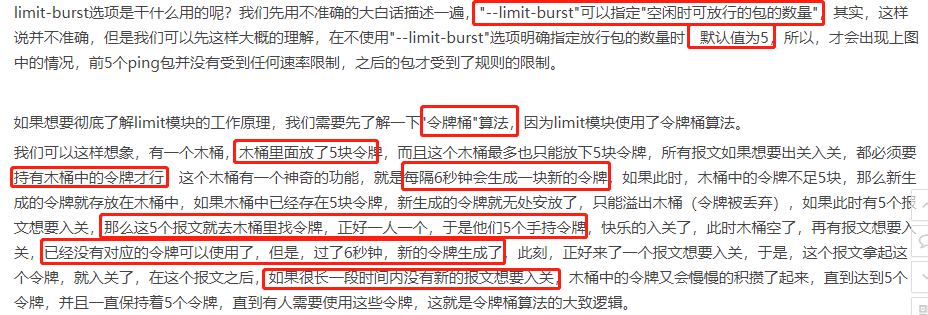 limit-burst选项是干什么用的呢？我们先用不准确的大白话描述一遍，"--limit-burst"可以指定"空闲时可放行的包的数量"，其实，这样
说并不准确，但是我们可以先这样大概的理解，在不使用"--limit-burst"选项明确指定放行包的数量时，默认值为5，所以，才会出现上图
中的情况，前5个ping包并没有受到任何速率限制，之后的包才受到了规则的限制。
如果想要彻底了解limit模块的工作原理，我们需要先了解一下"令牌桶"算法，因为limit模块使用了令牌桶算法。
我们可以这样想象，有一个木桶，木桶里面放了5块令牌，而且这个木桶最多也只能放下5块令牌，所有报文如果想要出关入关，都必须要
持有木桶中的令牌才行，这个木桶有一个神奇的功能，就是每隔6秒钟会生成一块新的令牌，如果此时，木桶中的令牌不足5块，那么新生
成的令牌就存放在木桶中，如果木桶中已经存在5块令牌，新生成的令牌就无处安放了，只能溢出木桶（令牌被丢弃），如果此时有5个报
文想要入关，那么这5个报文就去木桶里找令牌，正好一人一个，于是他们5个手持令牌，快乐的入关了，此时木桶空了，再有报文想要入
关，已经没有对应的令牌可以使用了，但是，过了6秒钟，新的令牌生成了，此刻，正好来了一个报文想要入关，于是，这个报文拿起这
个令牌，就入关了，在这个报文之后，如果很长一段时间内没有新的报文想要入关，木桶中的令牌又会慢慢的积攒了起来，直到达到5个
令牌，并且一直保持着5个令牌，直到有人需要使用这些令牌，这就是令牌桶算法的大致逻辑。